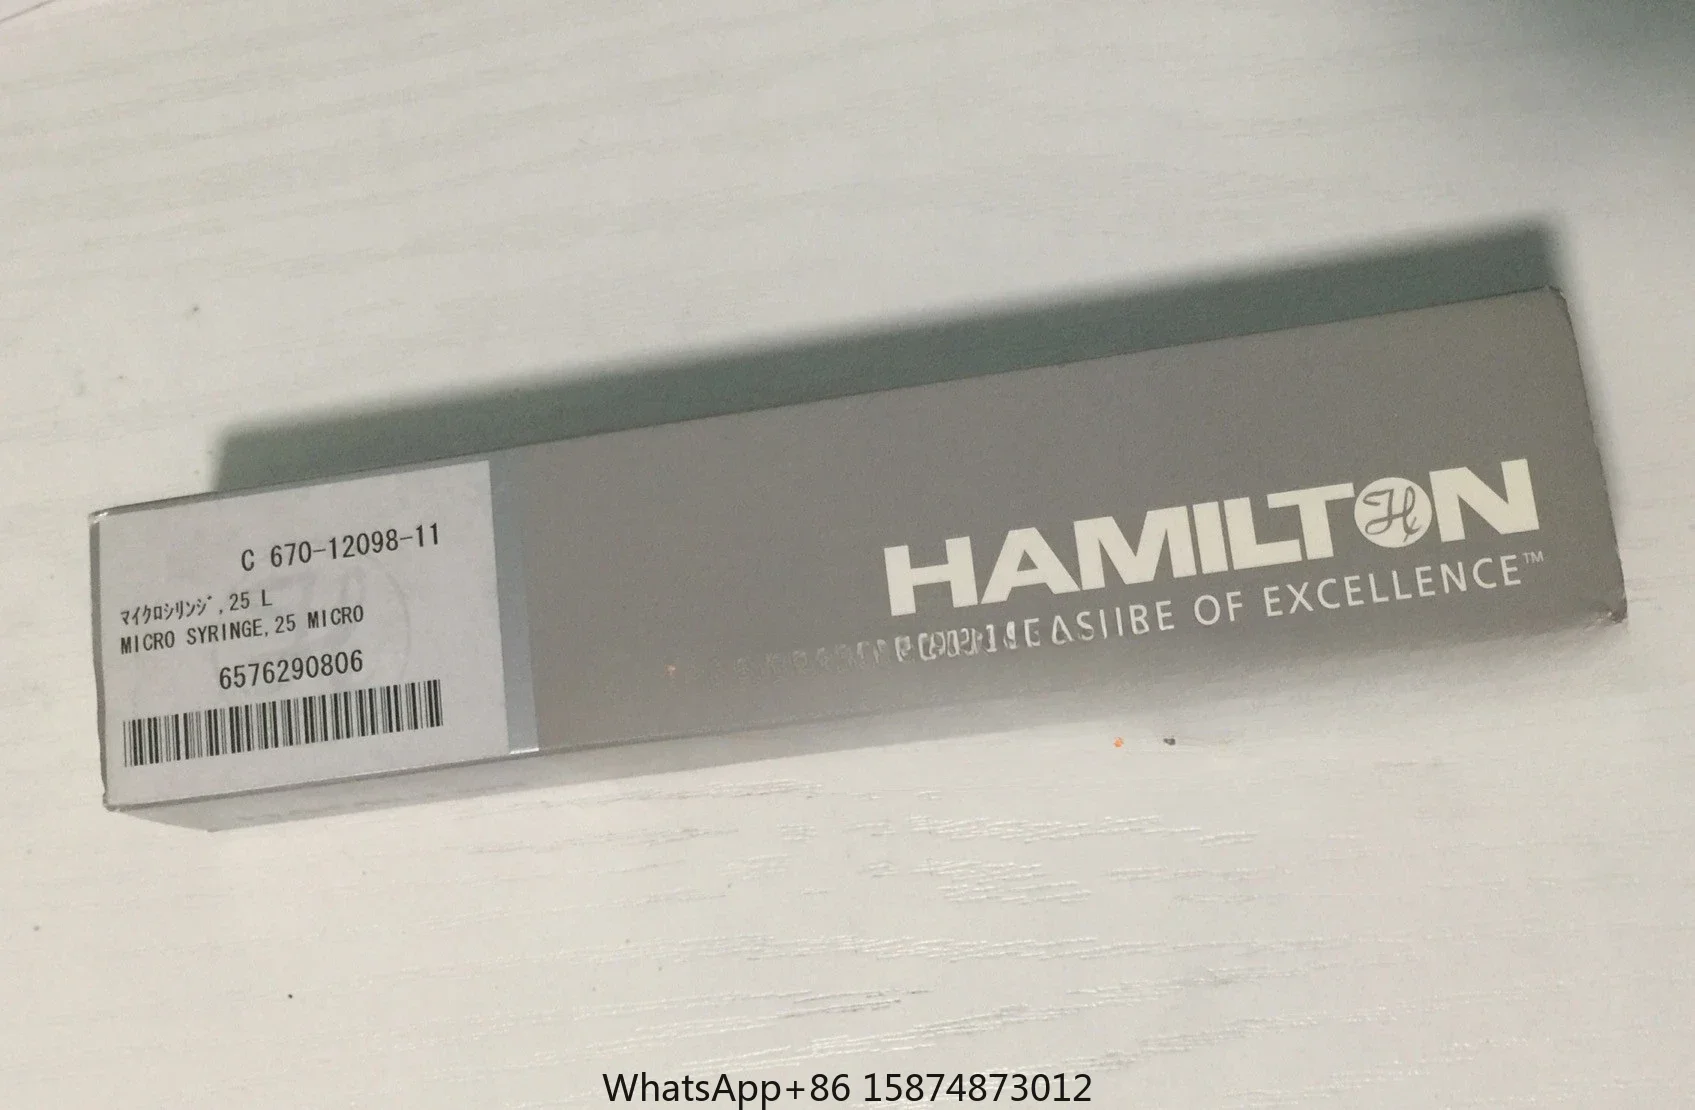 C 670-12098-11
ﾏｲｸﾛｼﾘﾝｼﾞ,25 L
MICRO SYRINGE,25 MICRO
6576290806
HAMILTON
OF EXCELLENCE™
WhatsApp+86 15874873012